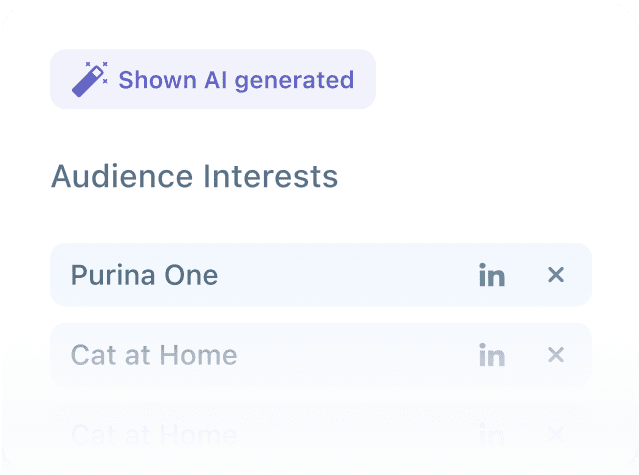 Shown AI generated
Audience Interests
Purina One in ×
Cat at Home in ×
Cat at Home in ×